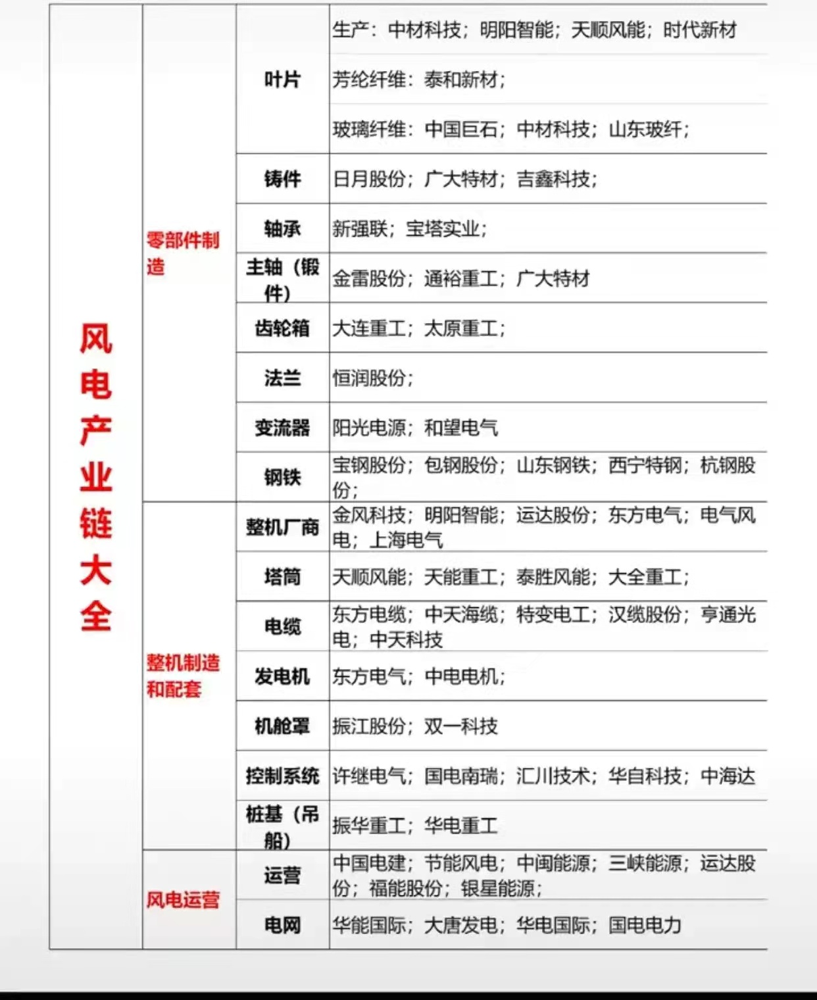 风电产业链大全
零部件制
造
叶片
生产：中材科技；明阳智能；天顺风能；时代新材
芳纶纤维：泰和新材；
玻璃纤维：中国巨石；中材科技；山东玻纤；
铸件
日月股份；广大特材；吉鑫科技；
轴承
新强联；宝塔实业；
主轴（锻
件）
金雷股份；通裕重工；广大特材
齿轮箱
大连重工；太原重工；
法兰
恒润股份；
变流器
阳光电源；和望电气
钢铁
宝钢股份；包钢股份；山东钢铁；西宁特钢；杭钢股
份；
整机制造
和配套
整机厂商
金风科技；明阳智能；运达股份；东方电气；电气风
电；上海电气
塔筒
天顺风能；天能重工；泰胜风能；大全重工；
电缆
东方电缆；中天海缆；特变电工；汉缆股份；亨通光
电；中天科技
发电机
东方电气；中电电机；
机舱罩
振江股份；双一科技
控制系统
许继电气；国电南瑞；汇川技术；华自科技；中海达
桩基（吊
船）
振华重工；华电重工
风电运营
运营
中国电建；节能风电；中闽能源；三峡能源；运达股
份；福能股份；银星能源；
电网
华能国际；大唐发电；华电国际；国电电力